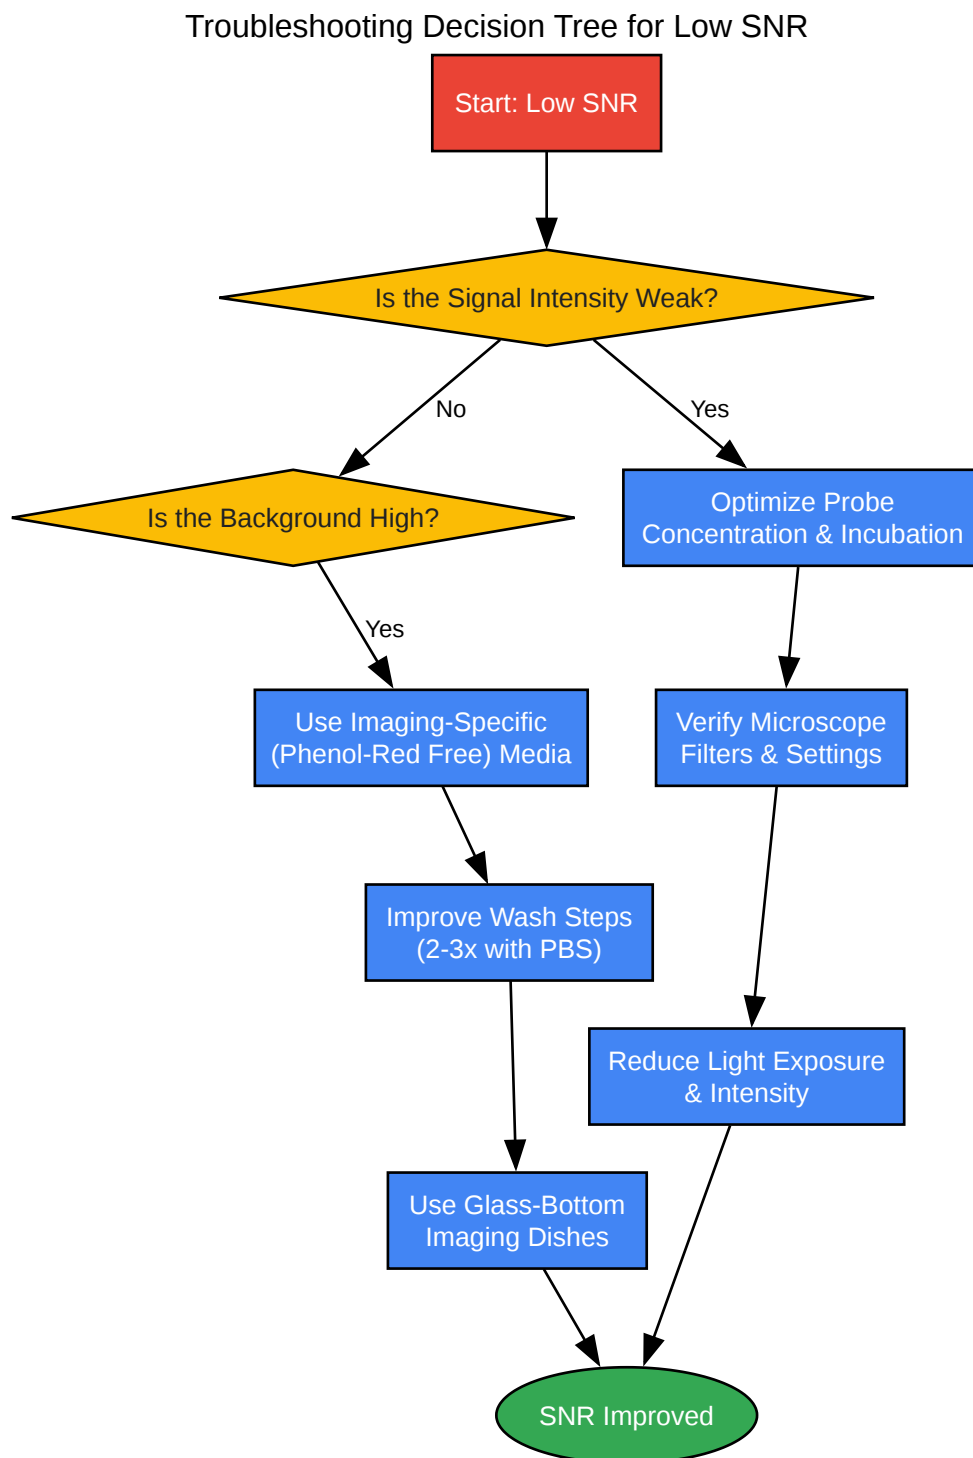 Troubleshooting Decision Tree for Low SNR
Start: Low SNR
Is the Signal Intensity Weak?
No
Yes
Is the Background High?
Optimize Probe
Concentration & Incubation
Yes
Use Imaging-Specific
(Phenol-Red Free) Media
Verify Microscope
Filters & Settings
Improve Wash Steps
(2-3x with PBS)
Reduce Light Exposure
& Intensity
Use Glass-Bottom
Imaging Dishes
SNR Improved